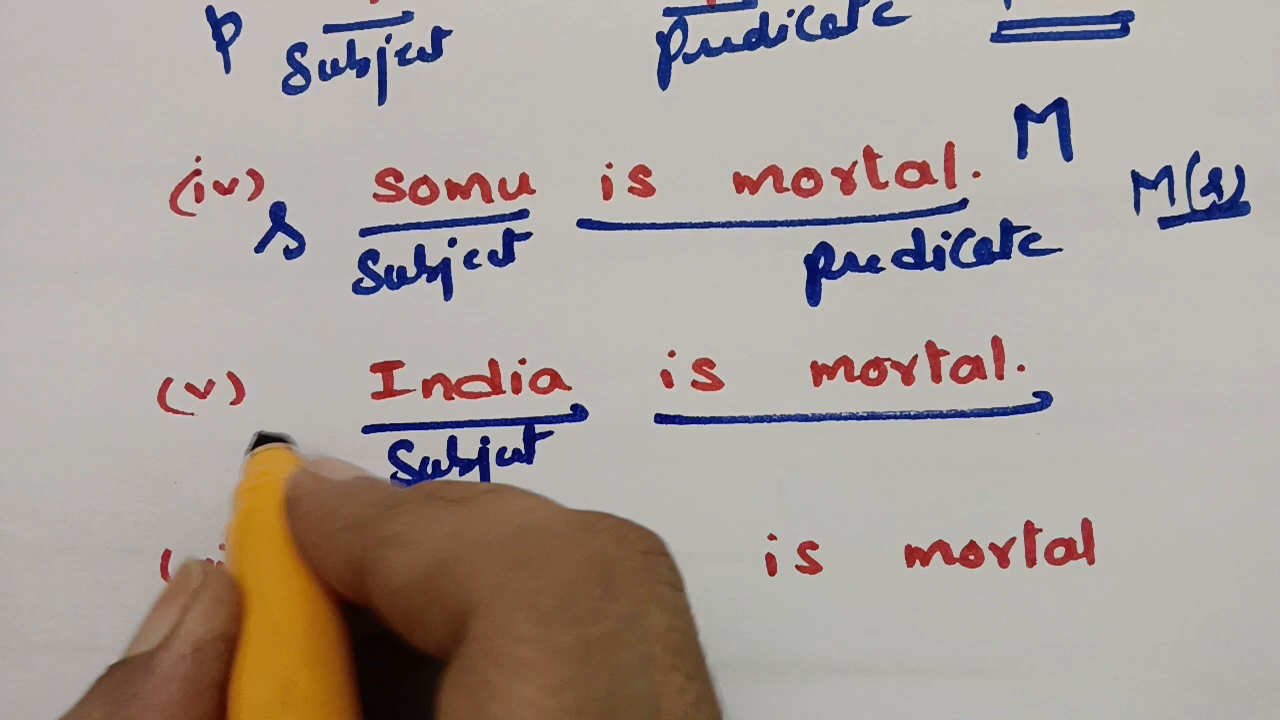 p Subject predicate
M
(iv) somu is mortal. M(s)
s Subject predicate
(v) India is mortal.
Subject
is mortal